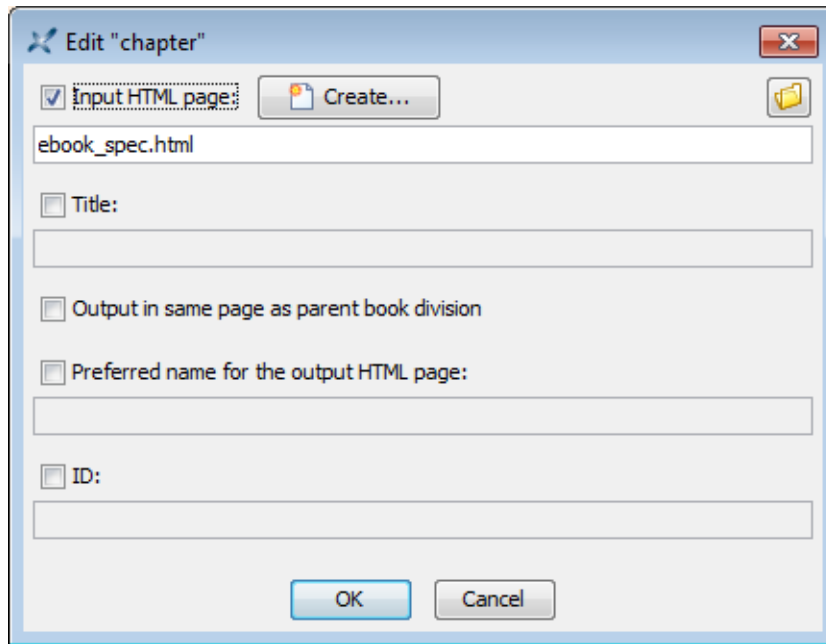 Edit "chapter"
Input HTML page: Create...
ebook_spec.html
Title:
Output in same page as parent book division
Preferred name for the output HTML page:
ID:
OK Cancel